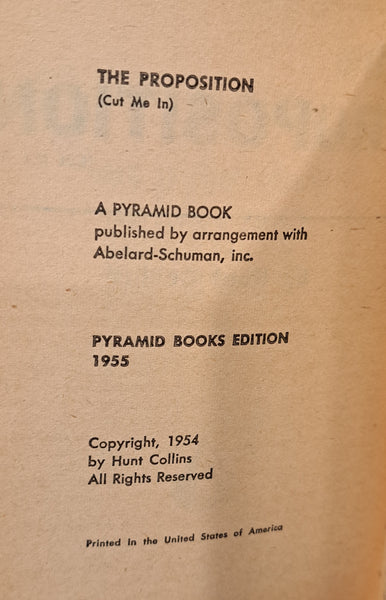 THE PROPOSITION
(Cut Me In)
A PYRAMID BOOK
published by arrangement with
Abelard-Schuman, inc.
PYRAMID BOOKS EDITION
1955
Copyright, 1954
by Hunt Collins
All Rights Reserved
Printed in the United States of America